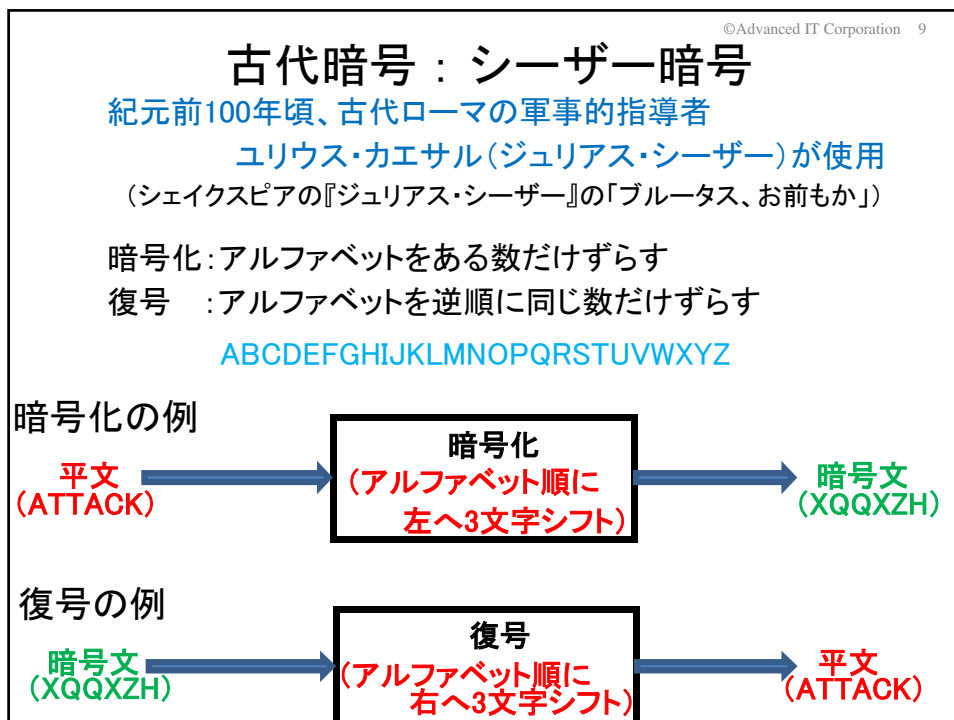 ©Advanced IT Corporation 9
古代暗号 : シーザー暗号
紀元前100年頃、古代ローマの軍事的指導者
ユリウス・カエサル(ジュリアス・シーザー)が使用
(シェイクスピアの『ジュリアス・シーザー』の「ブルータス、お前もか」)
暗号化:アルファベットをある数だけずらす
復号 :アルファベットを逆順に同じ数だけずらす
ABCDEFGHIJKLMNOPQRSTUVWXYZ
暗号化の例
平文
(ATTACK)
暗号化
(アルファベット順に
左へ3文字シフト)
暗号文
(XQQXZH)
復号の例
暗号文
(XQQXZH)
復号
(アルファベット順に
右へ3文字シフト)
平文
(ATTACK)